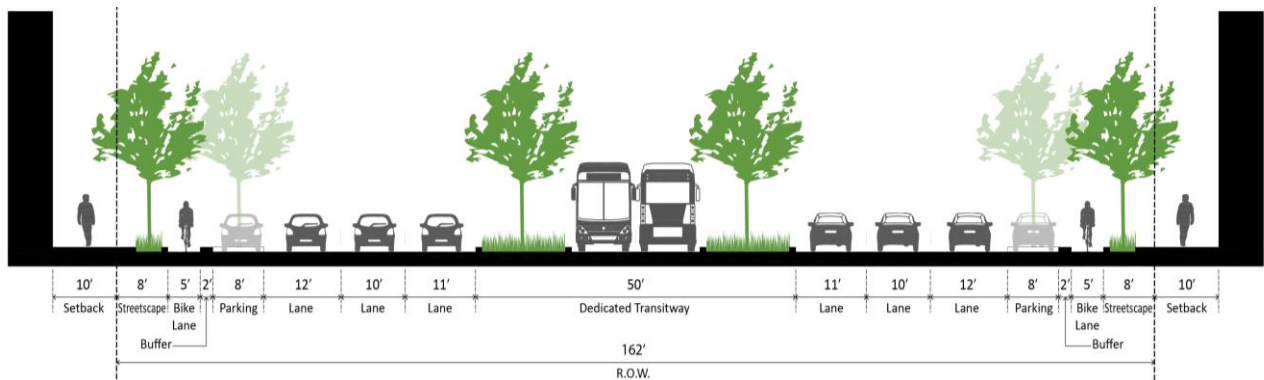 10' 8' 5' 2' 8' 12' 10' 11' 50' 11' 10' 12' 8' 2' 5' 8' 10'
Setback Streetscape Bike Parking Lane Lane Lane Dedicated Transitway Lane Lane Lane Parking Bike Streetscape Setback
Lane Lane
Buffer Buffer
162'
R.O.W.